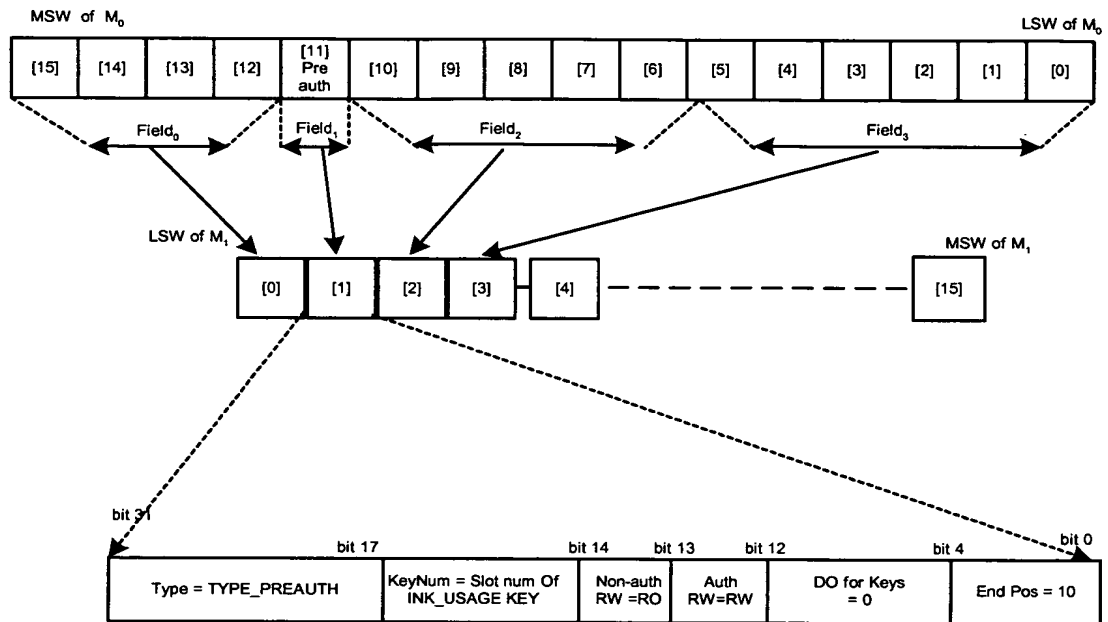 MSW of M0
LSW of M0
[15] [14] [13] [12] [11] Pre auth [10} [9] [8] [7] [6] [5] [4] [3] [2] [1] [0]
Field0 Field1 Field2 Field3
LSW of M1
MSW of M1
[0] [1] [2} [3] [4] [15]
bit 31 bit 17 bit 14 bit 13 bit 12 bit 4 bit 0
Type = TYPE_PREAUTH
KeyNum = Slot num Of
INK_USAGE KEY
Non-auth
RW =RO
Auth
RW=RW
DO for Keys
= 0
End Pos = 10